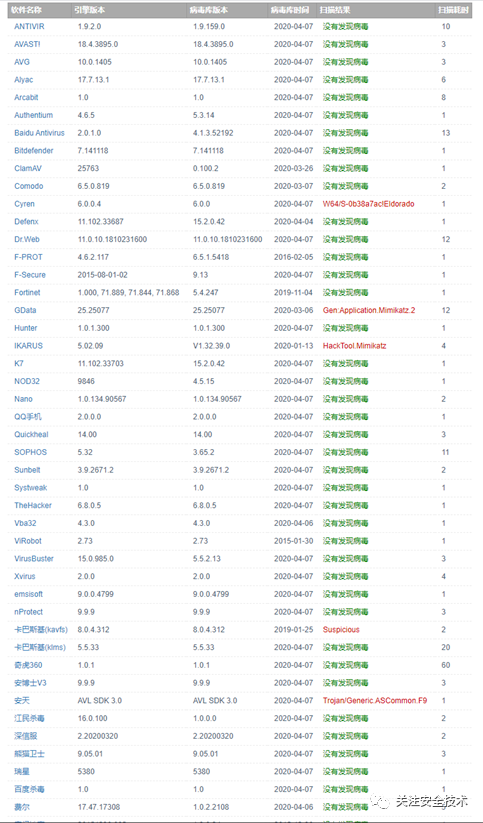 软件名称 引擎版本 病毒库版本 病毒库时间 扫描结果 扫描耗时
ANTIVIR 1.9.2.0 1.9.159.0 2020-04-07 没有发现病毒 10
AVAST! 18.4.3895.0 18.4.3895.0 2020-04-07 没有发现病毒 3
AVG 10.0.1405 10.0.1405 2020-04-07 没有发现病毒 3
Alyac 17.7.13.1 17.7.13.1 2020-04-07 没有发现病毒 6
Arcabit 1.0 1.0 2020-04-07 没有发现病毒 8
Authentium 4.6.5 5.3.14 2020-04-07 没有发现病毒 1
Baidu Antivirus 2.0.1.0 4.1.3.52192 2020-04-07 没有发现病毒 13
Bitdefender 7.141118 7.141118 2020-04-07 没有发现病毒 1
ClamAV 25763 0.100.2 2020-03-26 没有发现病毒 1
Comodo 6.5.0.819 6.5.0.819 2020-03-07 没有发现病毒 2
Cyren 6.0.0.4 6.0.0 2020-04-07 W64/S-0b38a7ac!Eldorado 1
Defenx 11.102.33687 15.2.0.42 2020-04-04 没有发现病毒 1
Dr.Web 11.0.10.1810231600 11.0.10.1810231600 2020-04-07 没有发现病毒 12
F-PROT 4.6.2.117 6.5.1.5418 2016-02-05 没有发现病毒 1
F-Secure 2015-08-01-02 9.13 2020-04-07 没有发现病毒 1
Fortinet 1.000, 71.889, 71.844, 71.868 5.4.247 2019-11-04 没有发现病毒 1
GData 25.25077 25.25077 2020-03-06 Gen:Application.Mimikatz.2 12
Hunter 1.0.1.300 1.0.1.300 2020-04-07 没有发现病毒 1
IKARUS 5.02.09 V1.32.39.0 2020-01-13 HackTool.Mimikatz 4
K7 11.102.33703 15.2.0.42 2020-04-07 没有发现病毒 1
NOD32 9846 4.5.15 2020-04-07 没有发现病毒 1
Nano 1.0.134.90567 1.0.134.90567 2020-04-07 没有发现病毒 2
QQ手机 2.0.0.0 2.0.0.0 2020-04-07 没有发现病毒 1
Quickheal 14.00 14.00 2020-04-07 没有发现病毒 3
SOPHOS 5.32 3.65.2 2020-04-07 没有发现病毒 11
Sunbelt 3.9.2671.2 3.9.2671.2 2020-04-07 没有发现病毒 2
Systweak 1.0 1.0 2020-04-07 没有发现病毒 1
TheHacker 6.8.0.5 6.8.0.5 2020-04-07 没有发现病毒 1
Vba32 4.3.0 4.3.0 2020-04-06 没有发现病毒 1
ViRobot 2.73 2.73 2015-01-30 没有发现病毒 1
VirusBuster 15.0.985.0 5.5.2.13 2020-04-07 没有发现病毒 3
Xvirus 2.0.0 2.0.0 2020-04-07 没有发现病毒 4
emsisoft 9.0.0.4799 9.0.0.4799 2020-04-07 没有发现病毒 1
nProtect 9.9.9 9.9.9 2020-04-07 没有发现病毒 3
卡巴斯基(kavfs) 8.0.4.312 8.0.4.312 2019-01-25 Suspicious 2
卡巴斯基(klms) 5.5.33 5.5.33 2020-04-07 没有发现病毒 20
奇虎360 1.0.1 1.0.1 2020-04-07 没有发现病毒 60
安博士V3 9.9.9 9.9.9 2020-04-07 没有发现病毒 3
安天 AVL SDK 3.0 AVL SDK 3.0 2020-04-07 Trojan/Generic.ASCommon.F9 1
江民杀毒 16.0.100 1.0.0.0 2020-04-07 没有发现病毒 2
深信服 2.20200320 2.20200320 2020-04-07 没有发现病毒 2
熊猫卫士 9.05.01 9.05.01 2020-04-07 没有发现病毒 3
瑞星 5380 5380 2020-04-07 没有发现病毒 1
百度杀毒 1.0 1.0 2020-04-07 没有发现病毒 1
费尔 17.47.17308 1.0.2.2108 2020-04-06 没有发现病毒
关注安全技术